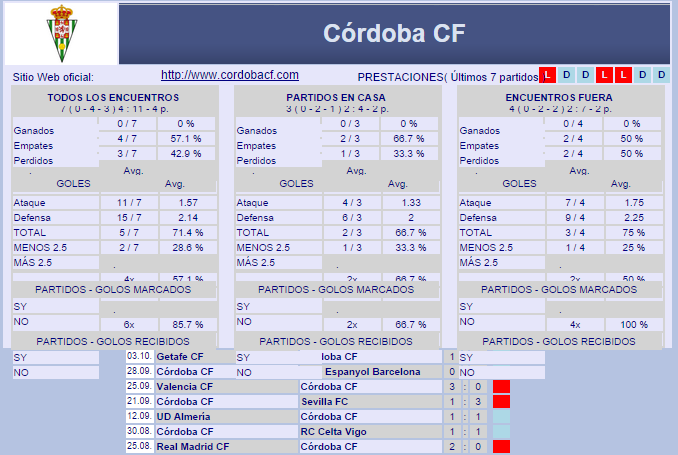 Córdoba CF
Sitio Web oficial: http://www.cordobacf.com PRESTACIONES( Últimos 7 partidos L D D L L D D
TODOS LOS ENCUENTROS PARTIDOS EN CASA ENCUENTROS FUERA
7 ( 0 - 4 - 3 ) 4 : 11 - 4 p. 3 ( 0 - 2 - 1 ) 2 : 4 - 2 p. 4 ( 0 - 2 - 2 ) 2 : 7 - 2 p.
Ganados 0 / 7 0 % Ganados 0 / 3 0 % Ganados 0 / 4 0 %
Empates 4 / 7 57.1 % Empates 2 / 3 66.7 % Empates 2 / 4 50 %
Perdidos 3 / 7 42.9 % Perdidos 1 / 3 33.3 % Perdidos 2 / 4 50 %
Avg. Avg. Avg.
GOLES Avg. GOLES Avg. GOLES Avg.
Ataque 11 / 7 1.57 Ataque 4 / 3 1.33 Ataque 7 / 4 1.75
Defensa 15 / 7 2.14 Defensa 6 / 3 2 Defensa 9 / 4 2.25
TOTAL 5 / 7 71.4 % TOTAL 2 / 3 66.7 % TOTAL 3 / 4 75 %
MENOS 2.5 2 / 7 28.6 % MENOS 2.5 1 / 3 33.3 % MENOS 2.5 1 / 4 25 %
MÁS 2.5 . MÁS 2.5 . MÁS 2.5 .
4x 57.1 % 2x 66.7 % 2x 50 %
PARTIDOS - GOLOS MARCADOS PARTIDOS - GOLOS MARCADOS PARTIDOS - GOLOS MARCADOS
SY SY SY
NO 6x 85.7 % NO 2x 66.7 % NO 4x 100 %
PARTIDOS - GOLOS RECIBIDOS PARTIDOS - GOLOS RECIBIDOS PARTIDOS - GOLOS RECIBIDOS
SY 03.10. Getafe CF SY loba CF 1 SY
NO 28.09. Córdoba CF NO Espanyol Barcelona 0 NO
25.09. Valencia CF Córdoba CF 3 : 0
21.09. Córdoba CF Sevilla FC 1 : 3
12.09. UD Almeria Córdoba CF 1 : 1
30.08. Córdoba CF RC Celta Vigo 1 : 1
25.08. Real Madrid CF Córdoba CF 2 : 0